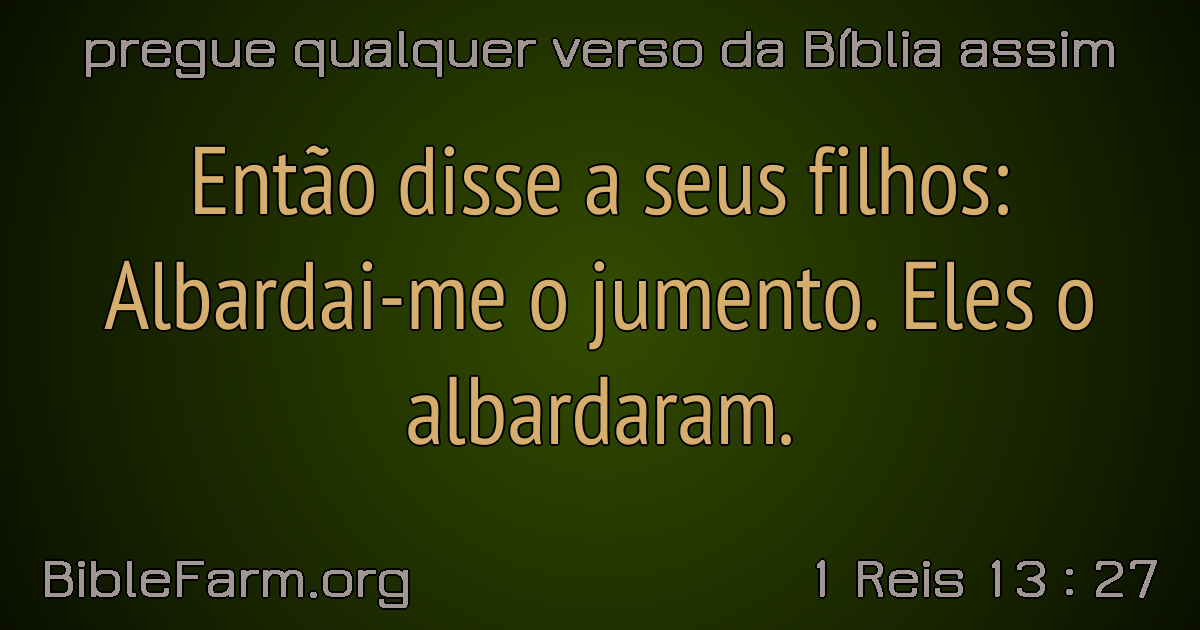 pregue qualquer verso da Bíblia assim
Então disse a seus filhos:
Albardai-me o jumento. Eles o
albardaram.
BibleFarm.org
1 Reis 13 : 27